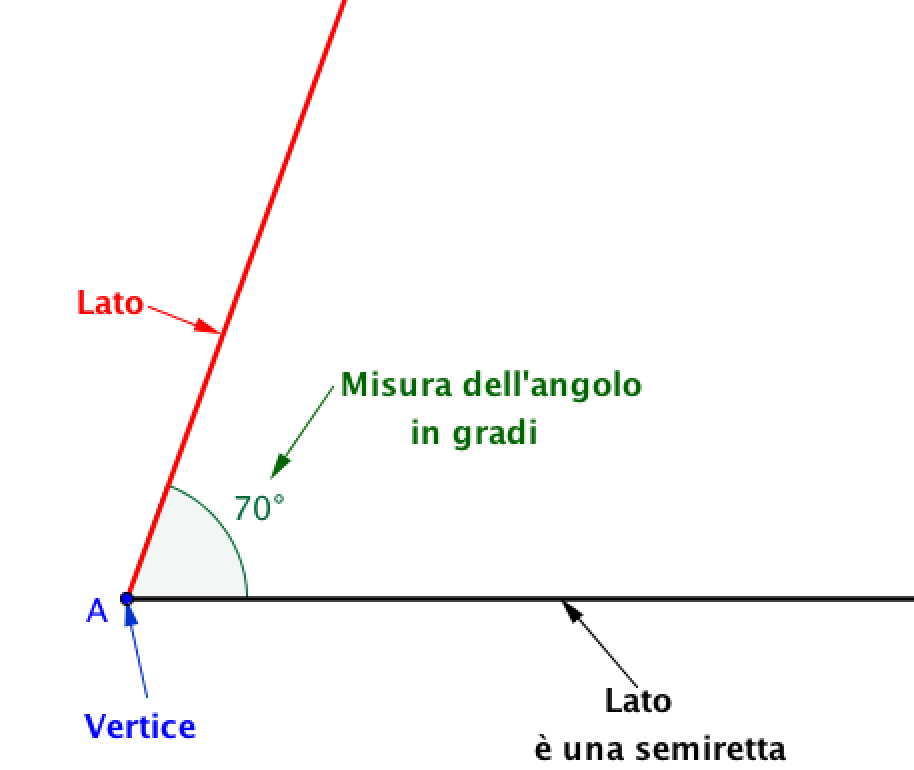 Lato
Misura dell'angolo
in gradi
70°
A
Vertice
Lato
è una semiretta